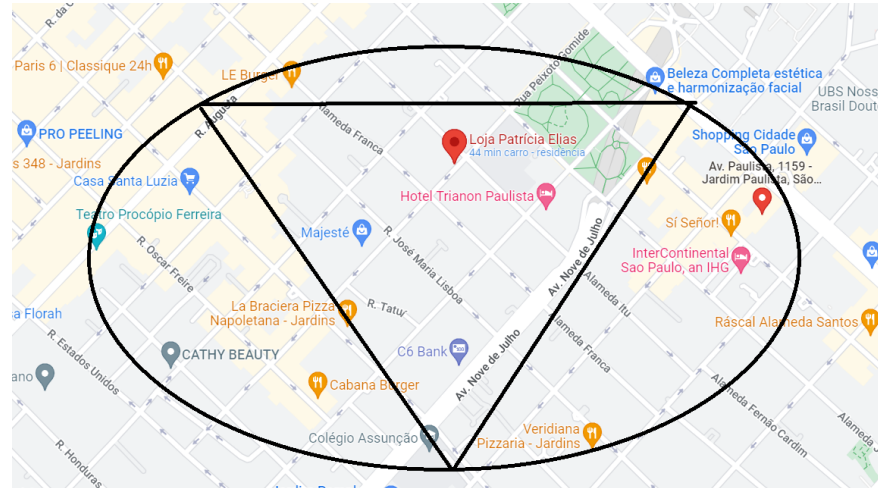 R. da C
Paris 6 | Classique 24h
LE Burger
Rua Peixoto Gomide
Beleza Completa estética
e harmonização facial
UBS Noss
Brasil Douto
R. Augusta
PRO PEELING
Alameda Franca
Loja Patrícia Elias
44 min carro - residência
Shopping Cidade
São Paulo
s 348 - Jardins
Av. Paulista, 1159 -
Jardim Paulista, São...
Casa Santa Luzia
Hotel Trianon Paulista
Teatro Procópio Ferreira
Majesté
R. José Maria Lisboa
Av. Nove de Julho
Sí Señor!
R. Oscar Freire
InterContinental
Sao Paulo, an IHG
Alameda Itu
sa Florah
La Braciera Pizza
Napoletana - Jardins
R. Tatuí
Ráscal Alameda Santos
R. Estados Unidos
CATHY BEAUTY
C6 Bank
Av. Nove de Julho
Alameda Franca
ano
Cabana Burger
Alameda Fernão Cardim
Alameda J
Colégio Assunção
Veridiana
Pizzaria - Jardins
R. Honduras